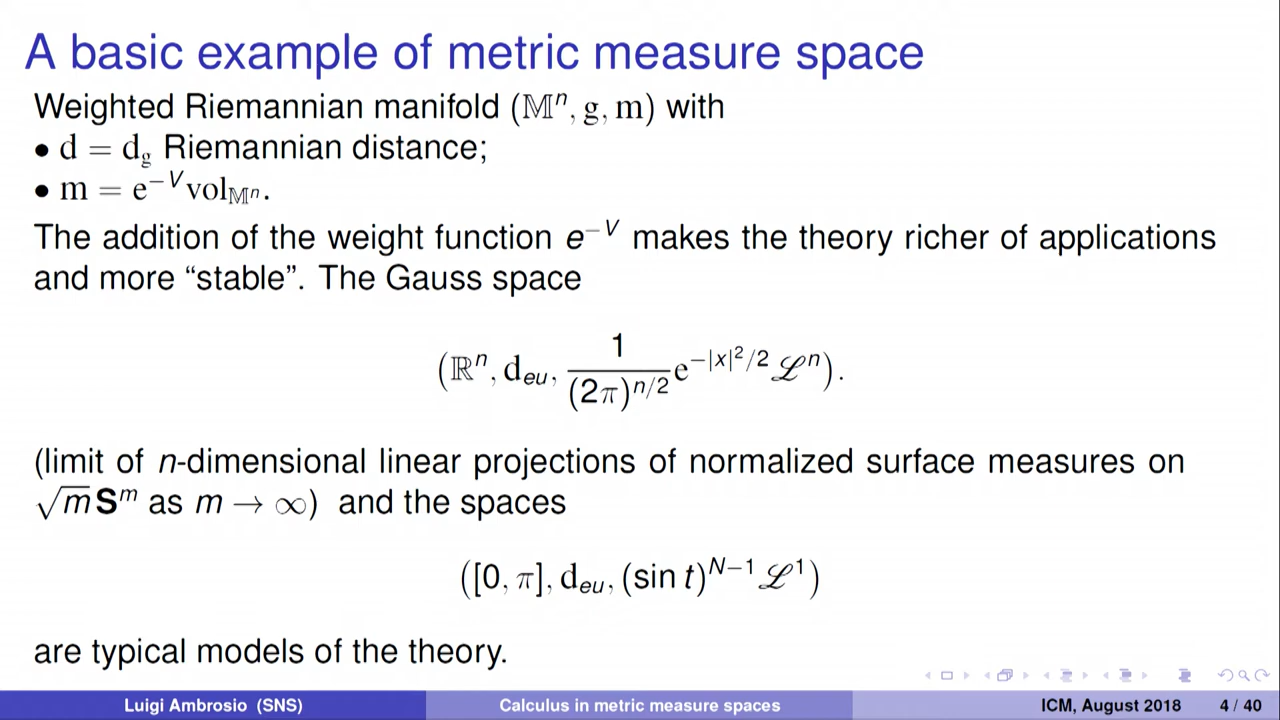 A basic example of metric measure space
Weighted Riemannian manifold (𝕄ⁿ, g, m) with
• d = d_g Riemannian distance;
• m = e^{−V} vol_{𝕄ⁿ}.
The addition of the weight function e^{−V} makes the theory richer of applications
and more “stable”. The Gauss space
(ℝⁿ, d_{eu}, \frac{1}{(2π)^{n/2}} e^{−|x|²/2} ℒⁿ).
(limit of n-dimensional linear projections of normalized surface measures on
√m S^m as m → ∞) and the spaces
([0, π], d_{eu}, (sin t)^{N−1} ℒ¹)
are typical models of the theory.
Luigi Ambrosio (SNS) Calculus in metric measure spaces ICM, August 2018 4 / 40